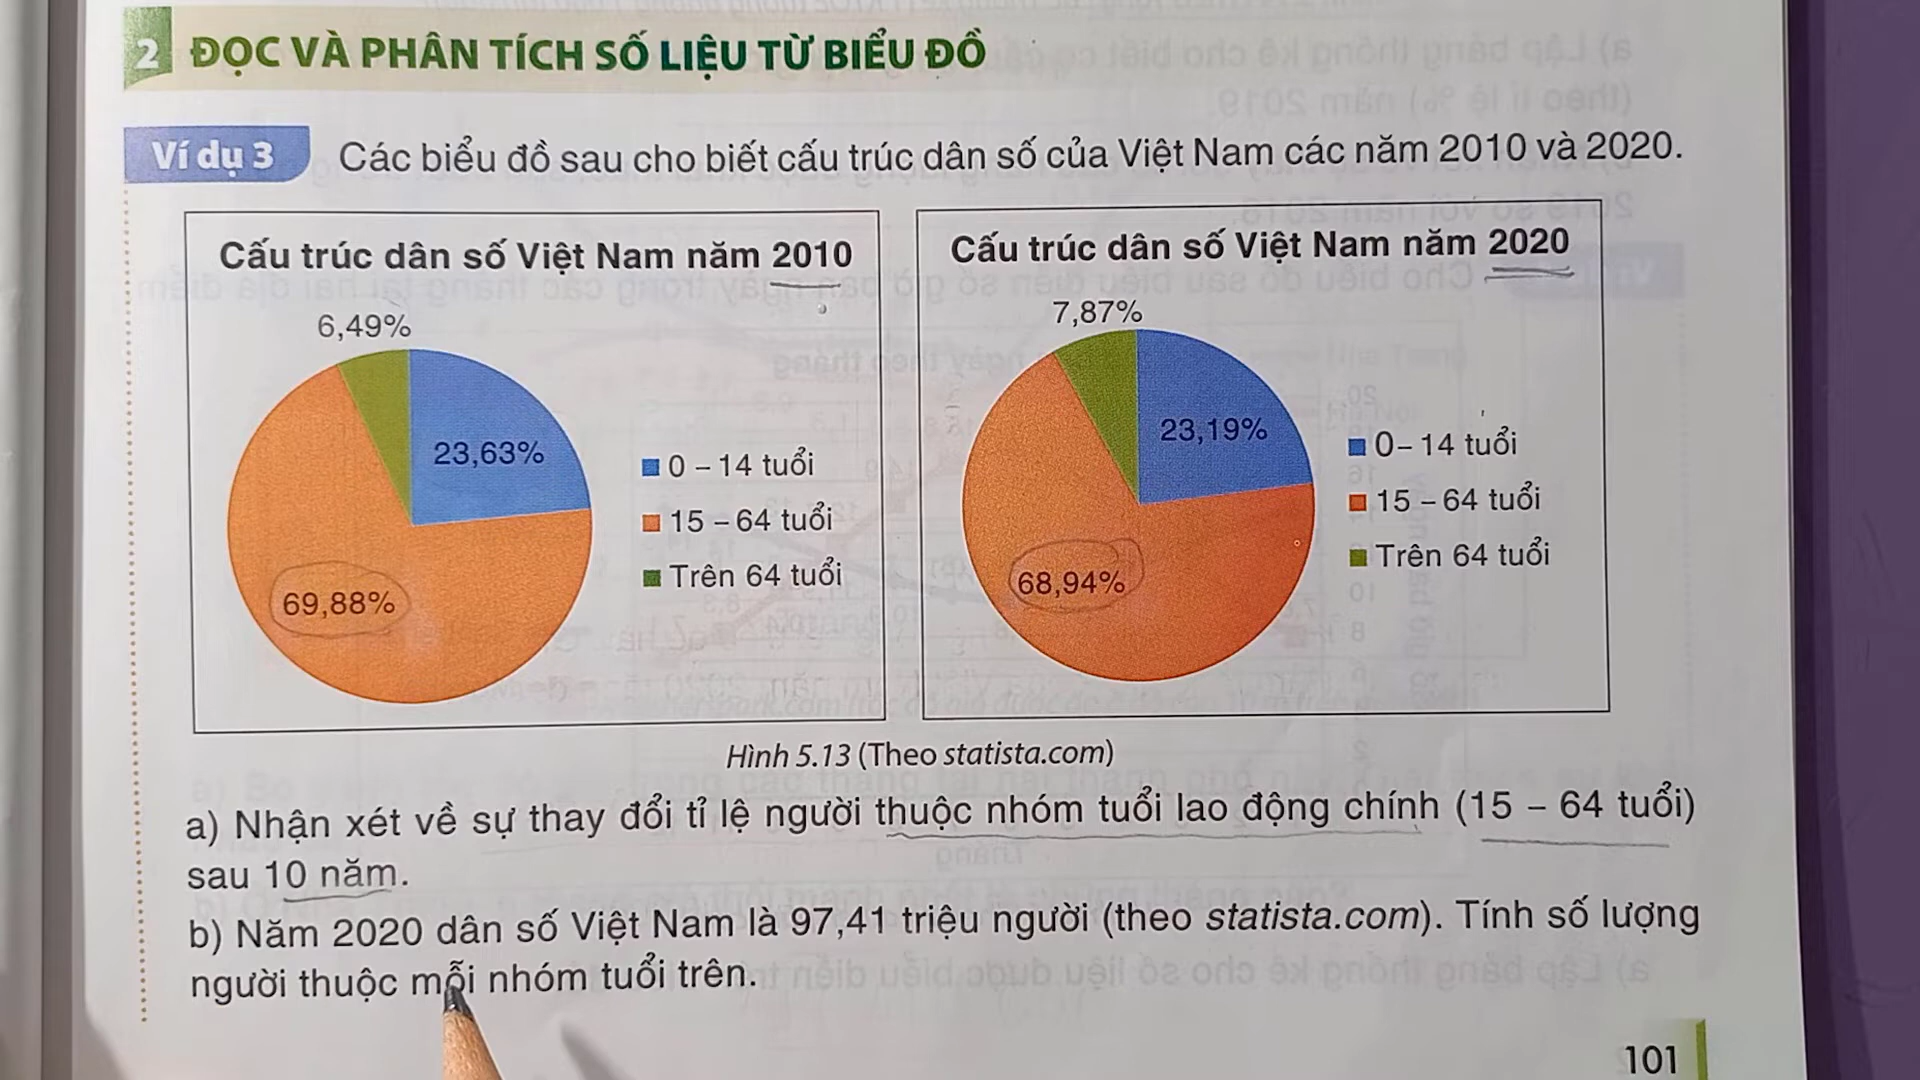 2 ĐỌC VÀ PHÂN TÍCH SỐ LIỆU TỪ BIỂU ĐỒ
Ví dụ 3 Các biểu đồ sau cho biết cấu trúc dân số của Việt Nam các năm 2010 và 2020.
Cấu trúc dân số Việt Nam năm 2010
6,49%
23,63%
69,88%
0 – 14 tuổi
15 – 64 tuổi
Trên 64 tuổi
Cấu trúc dân số Việt Nam năm 2020
7,87%
23,19%
68,94%
0– 14 tuổi
15 – 64 tuổi
Trên 64 tuổi
Hình 5.13 (Theo statista.com)
a) Nhận xét về sự thay đổi tỉ lệ người thuộc nhóm tuổi lao động chính (15 – 64 tuổi)
sau 10 năm.
b) Năm 2020 dân số Việt Nam là 97,41 triệu người (theo statista.com). Tính số lượng
người thuộc mỗi nhóm tuổi trên.
101